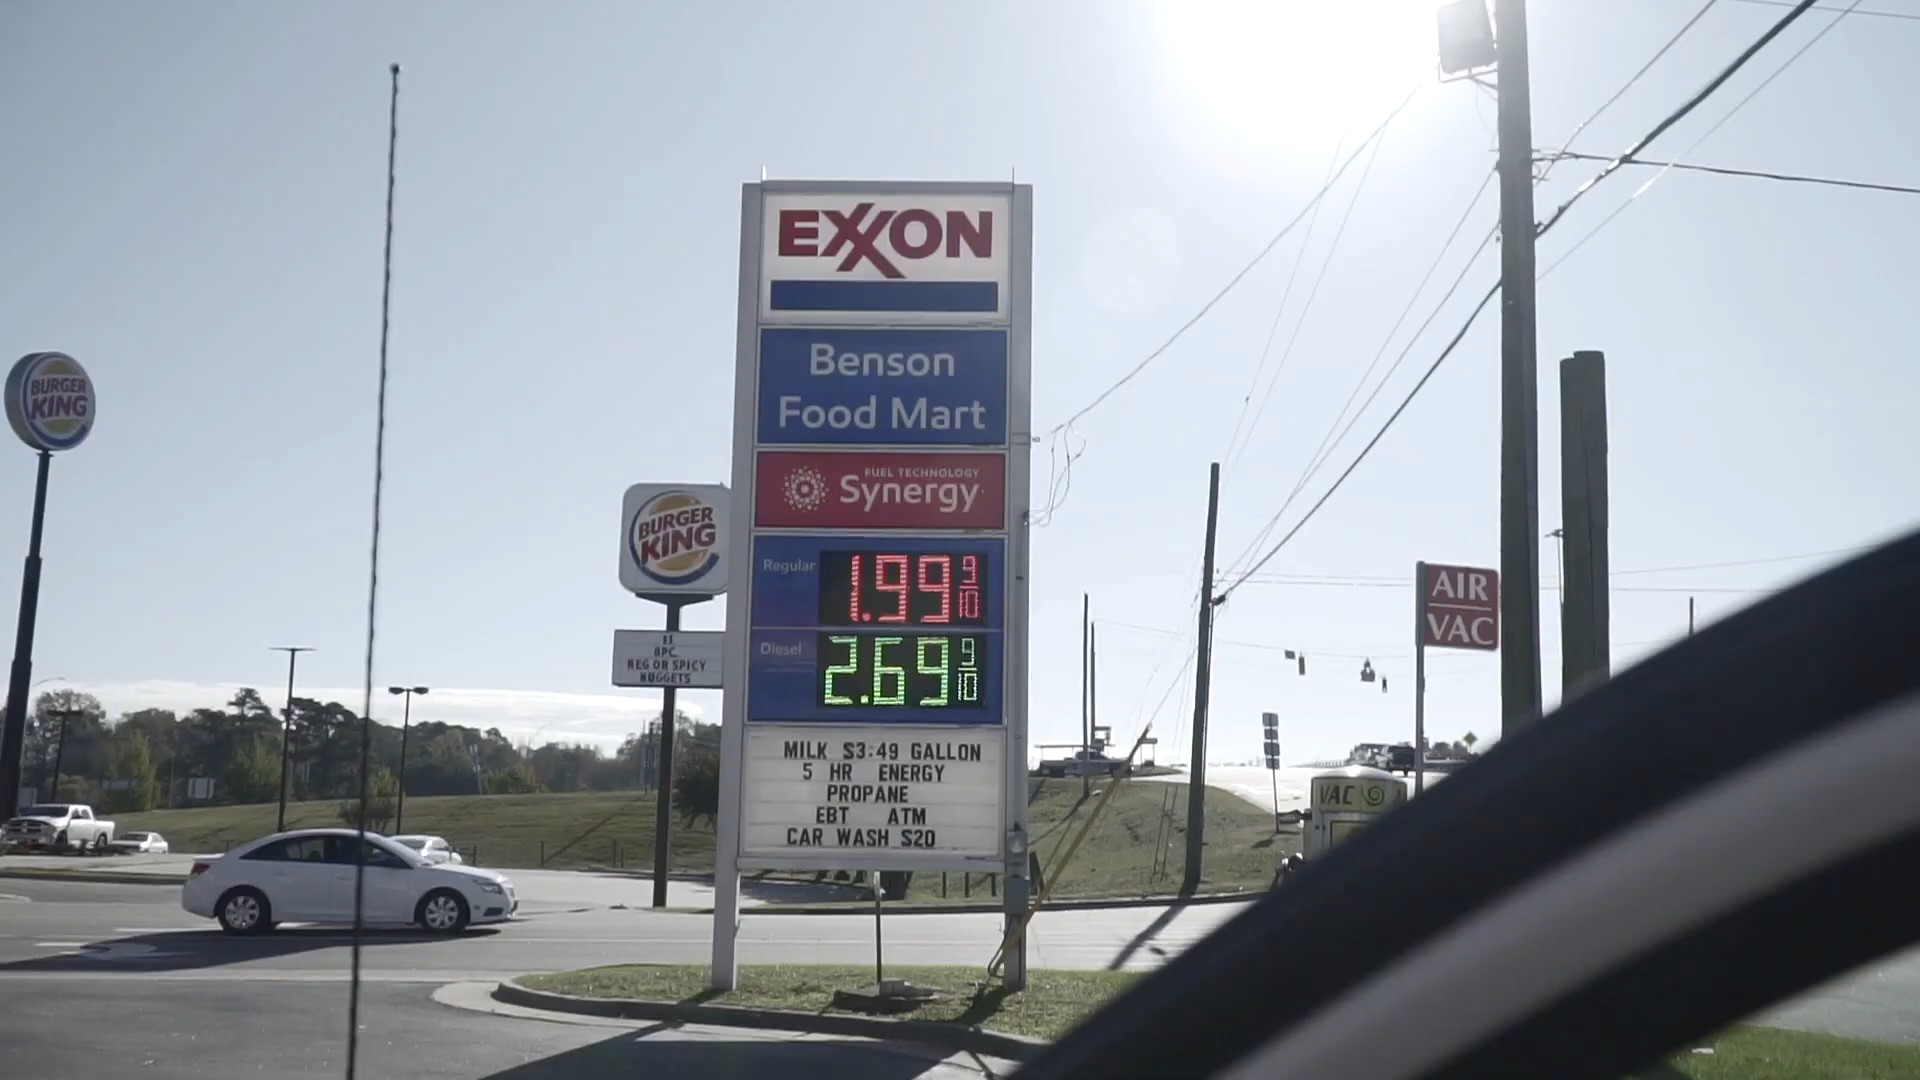 EXXON
Benson
Food Mart
FUEL TECHNOLOGY
Synergy
Regular 1.99 9/10
Diesel 2.69 9/10
MILK S3:49 GALLON
5 HR ENERGY
PROPANE
EBT ATM
CAR WASH S20
BURGER
KING
BURGER
KING
8PC
REG OR SPICY
NUGGETS
AIR
VAC
VAC